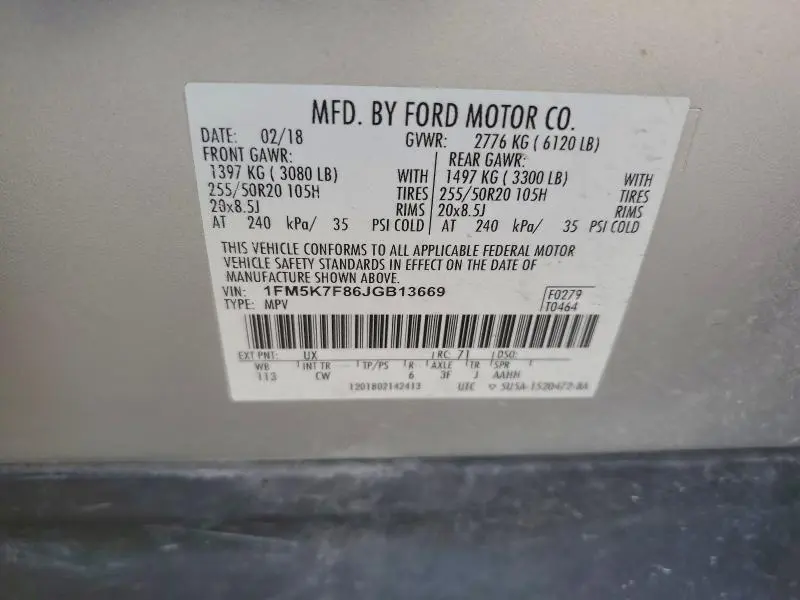 MFD. BY FORD MOTOR CO.
DATE: 02/18 GVWR: 2776 KG ( 6120 LB)
FRONT GAWR: REAR GAWR:
1397 KG ( 3080 LB) WITH 1497 KG ( 3300 LB) WITH
255/50R20 105H TIRES 255/50R20 105H TIRES
20x8.5J RIMS 20x8.5J RIMS
AT 240 kPa/ 35 PSI COLD AT 240 kPa/ 35 PSI COLD
THIS VEHICLE CONFORMS TO ALL APPLICABLE FEDERAL MOTOR
VEHICLE SAFETY STANDARDS IN EFFECT ON THE DATE OF
MANUFACTURE SHOWN ABOVE.
VIN: 1FM5K7F86JGB13669 F0279
TYPE: MPV T0464
EXT PNT: UX RC: 71 DSO:
WB INT TR TP/PS R AXLE TR SPR
113 CW 6 3F J AAHH
1201802142413 UTC 5U5A-1520472-BA